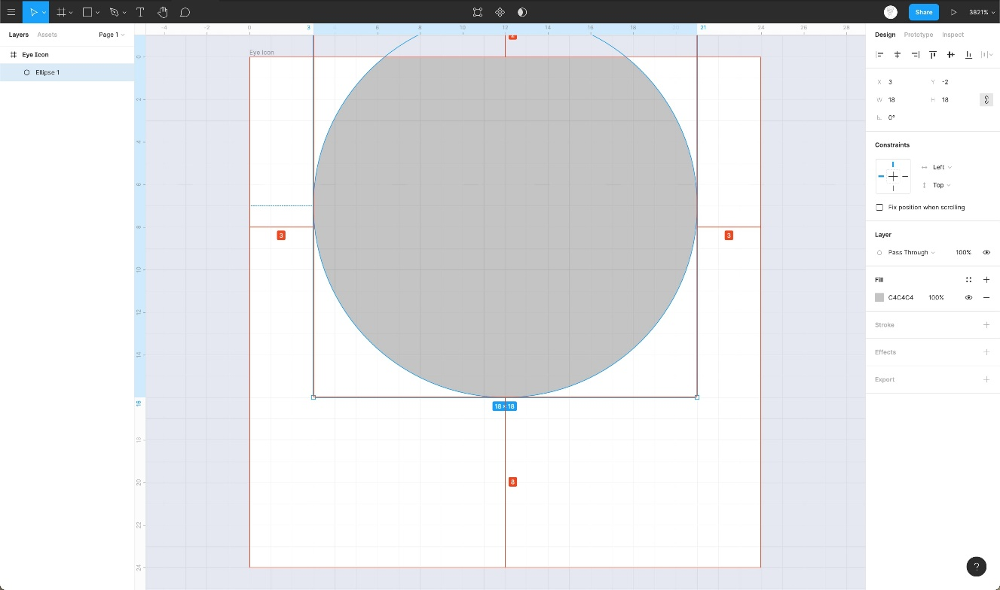 Share
3821%
Layers Assets Page 1
Design Prototype Inspect
-4 -2 0 3 6 8 10 12 14 16 18 21 24 28
Eye Icon
Eye Icon
Ellipse 1
X 3 Y -2
W 18 H 18
0°
Constraints
Left
Top
Fix position when scrolling
Layer
Pass Through 100%
Fill
C4C4C4 100%
Stroke
Effects
Export
0
2
4
6
8
10
12
14
16
18
20
22
24
3
3
18 × 18
8
?